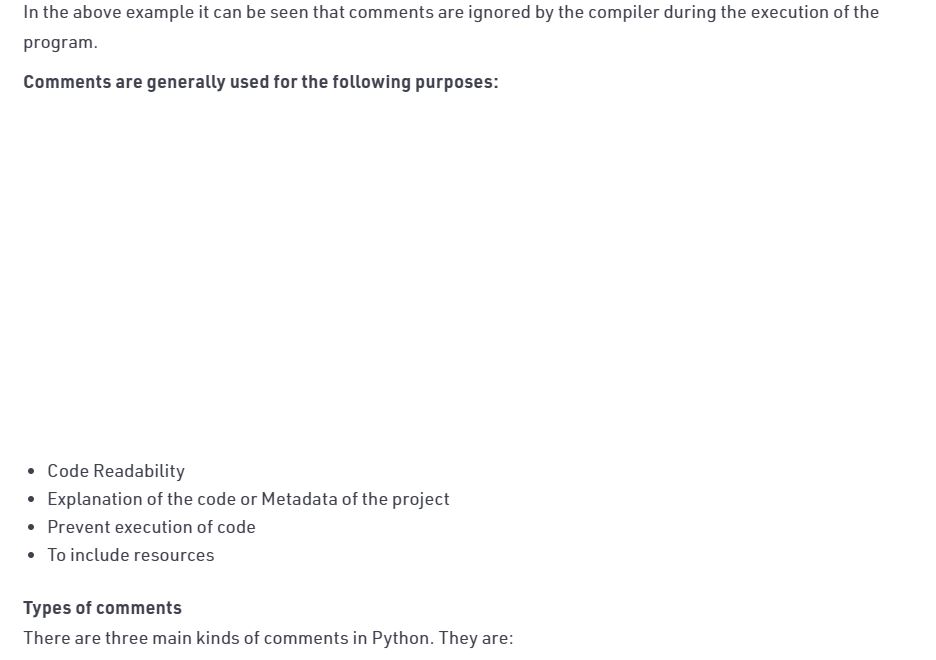 In the above example it can be seen that comments are ignored by the compiler during the execution of the
program.
Comments are generally used for the following purposes:
Code Readability
Explanation of the code or Metadata of the project
Prevent execution of code
To include resources
Types of comments
There are three main kinds of comments in Python. They are: